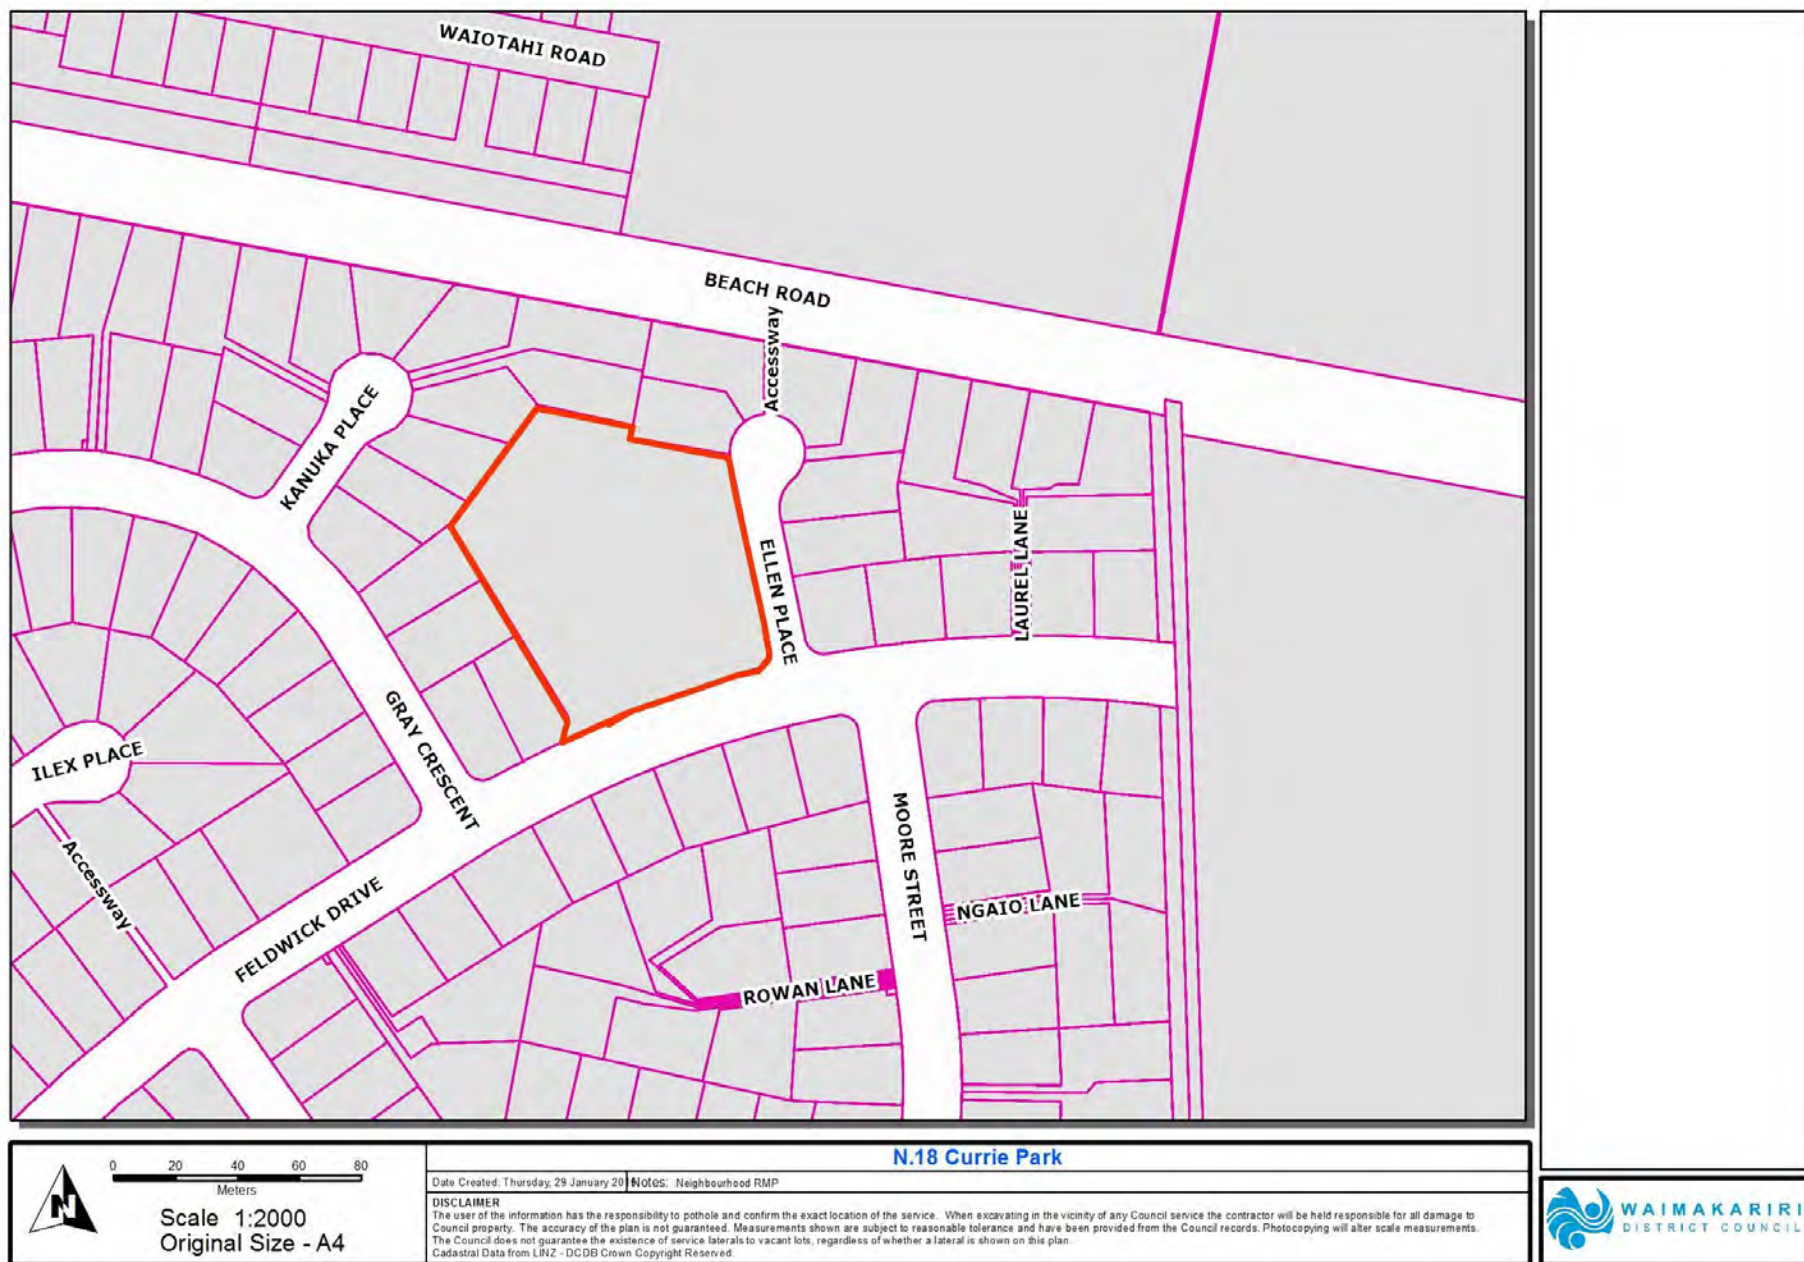 WAIOTAHI ROAD
BEACH ROAD
Accessway
KANUKA PLACE
ELLEN PLACE
LAUREL LANE
GRAY CRESCENT
ILEX PLACE
Accessway
FELDWICK DRIVE
MOORE STREET
NGAIO LANE
ROWAN LANE
N
0 20 40 60 80
Meters
Scale 1:2000
Original Size - A4
N.18 Currie Park
Date Created: Thursday, 29 January Notes: Neighbourhood RMP
DISCLAIMER
The user of the information has the responsibility to pothole and confirm the exact location of the service. When excavating in the vicinity of any Council service the contractor will be held responsible for all damage to
Council property. The accuracy of the plan is not guaranteed. Measurements shown are subject to reasonable tolerance and have been provided from the Council records. Photocopying will alter scale measurements.
The Council does not guarantee the existence of service laterals to vacant lots, regardless of whether a lateral is shown on this plan.
Cadastral Data from LINZ - DCDB Crown Copyright Reserved.
WAIMAKARIRI
DISTRICT COUNCIL